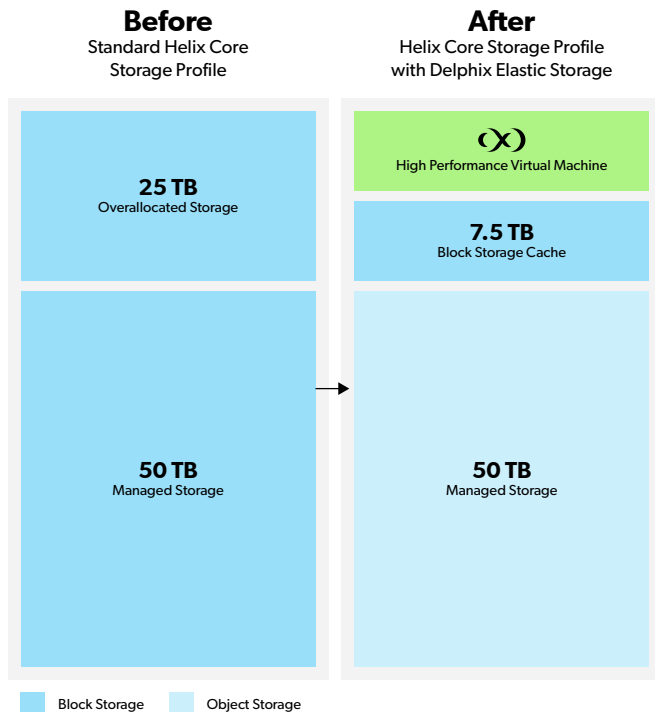 Before
Standard Helix Core
Storage Profile
25 TB
Overallocated Storage
50 TB
Managed Storage
After
Helix Core Storage Profile
with Delphix Elastic Storage
High Performance Virtual Machine
7.5 TB
Block Storage Cache
50 TB
Managed Storage
Block Storage
Object Storage